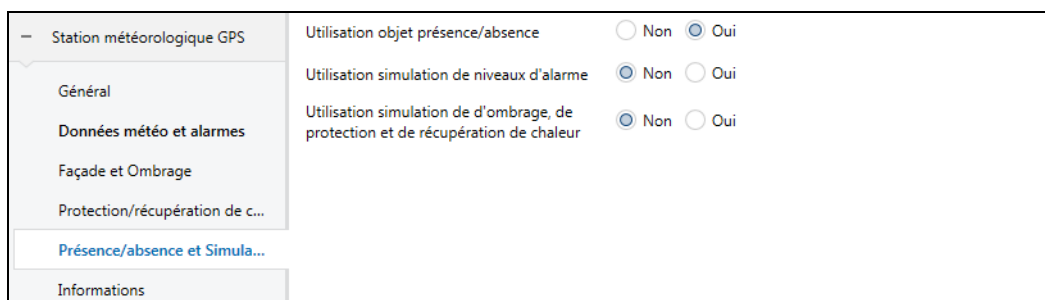 − Station météorologique GPS
Général
Données météo et alarmes
Façade et Ombrage
Protection/récupération de c...
Présence/absence et Simula...
Informations
Utilisation objet présence/absence Non Oui
Utilisation simulation de niveaux d'alarme Non Oui
Utilisation simulation de d'ombrage, de
protection et de récupération de chaleur Non Oui